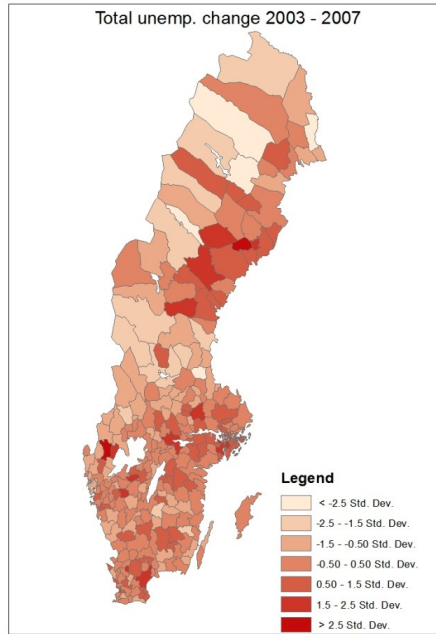 Total unemp. change 2003 - 2007
Legend
< -2.5 Std. Dev.
-2.5 - -1.5 Std. Dev.
-1.5 - -0.50 Std. Dev.
-0.50 - 0.50 Std. Dev.
0.50 - 1.5 Std. Dev.
1.5 - 2.5 Std. Dev.
> 2.5 Std. Dev.